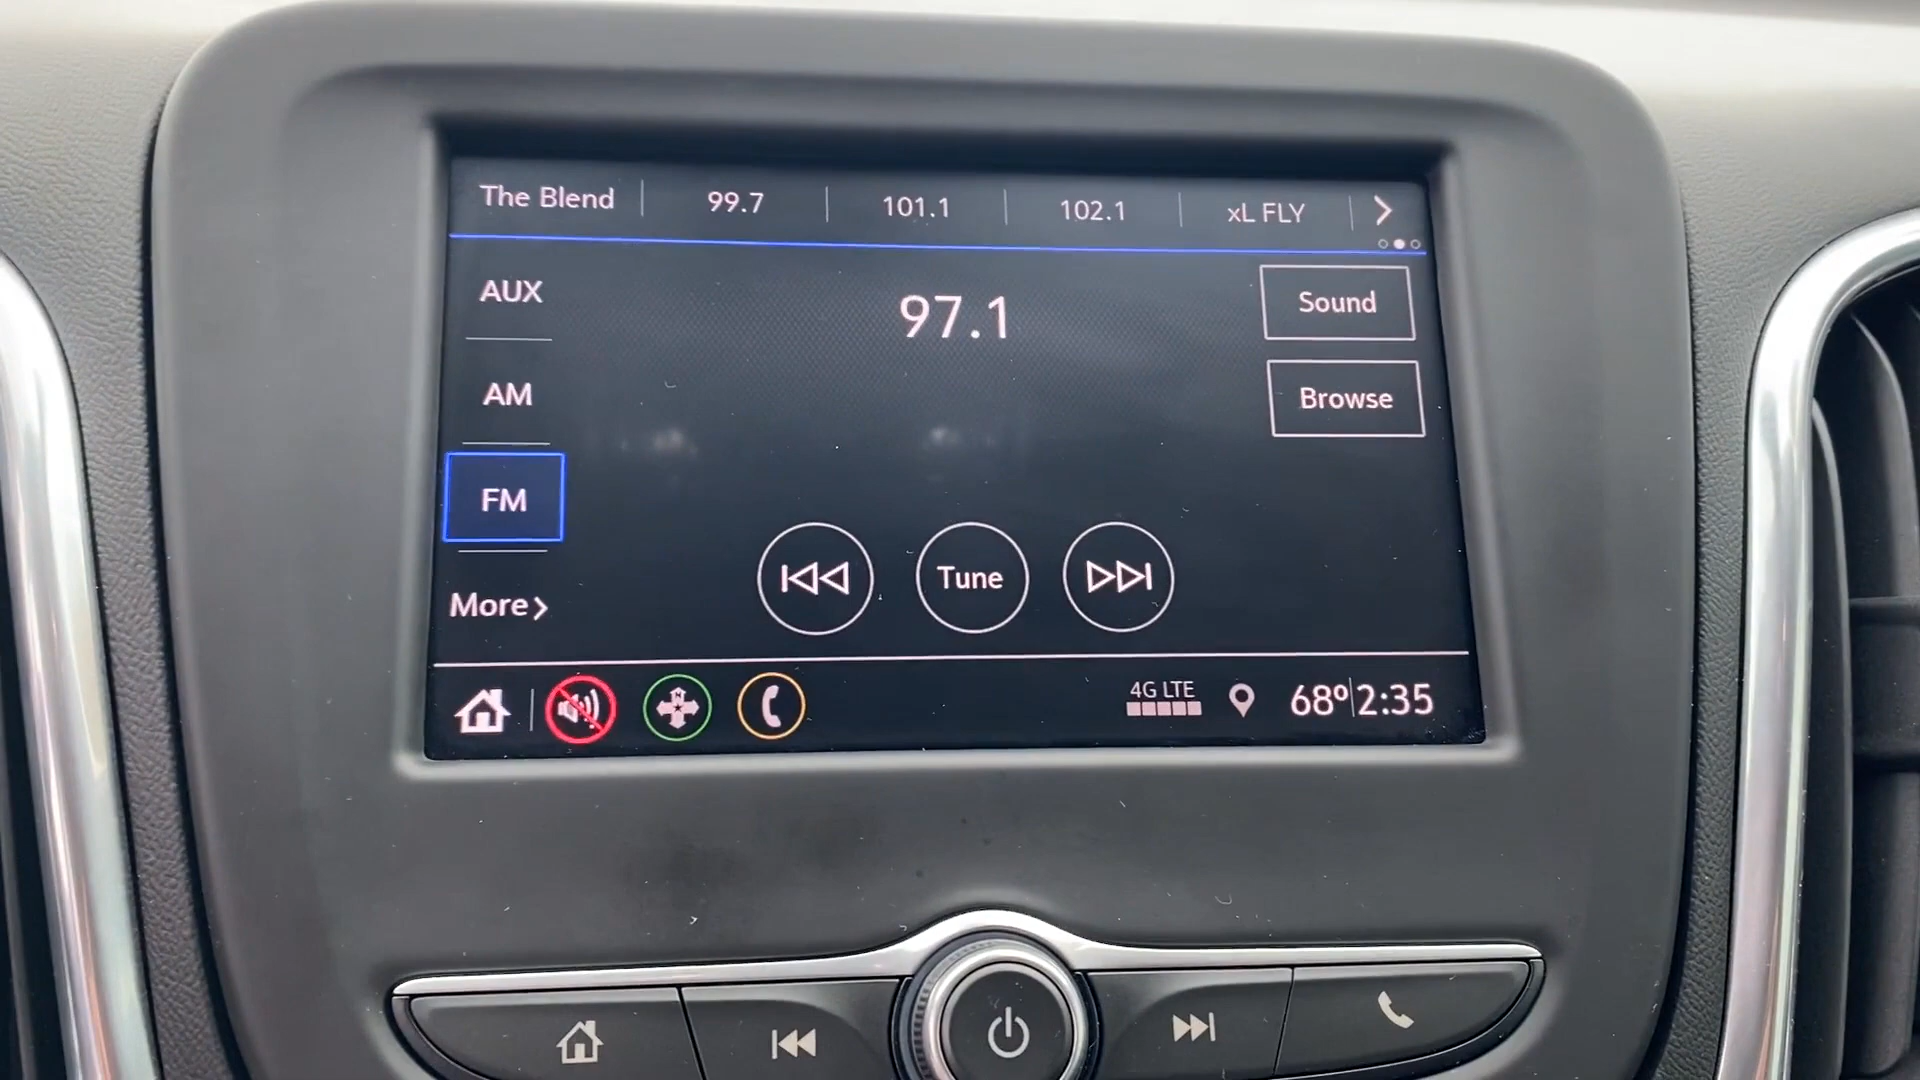 The Blend
99.7
101.1
102.1
xL FLY
AUX
97.1
Sound
AM
Browse
FM
Tune
More
4G LTE
68° 2:35